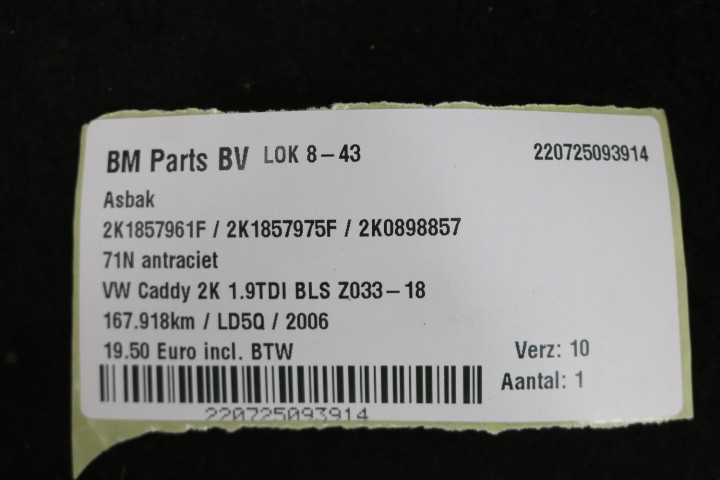 BM Parts BV LOK 8-43 220725093914
Asbak
2K1857961F / 2K1857975F / 2K0898857
71N antraciet
VW Caddy 2K 1.9TDI BLS Z033-18
167.918km / LD5Q / 2006
19.50 Euro incl. BTW Verz: 10
Aantal: 1
220725093914